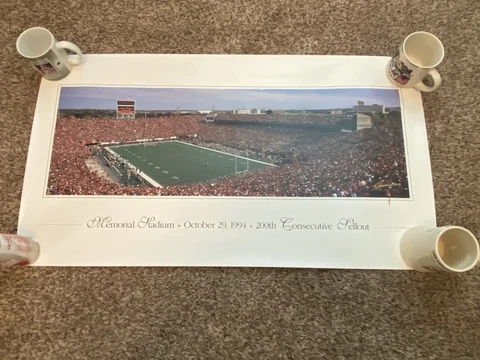 Memorial Stadium • October 29, 1994 • 200th Consecutive Sellout